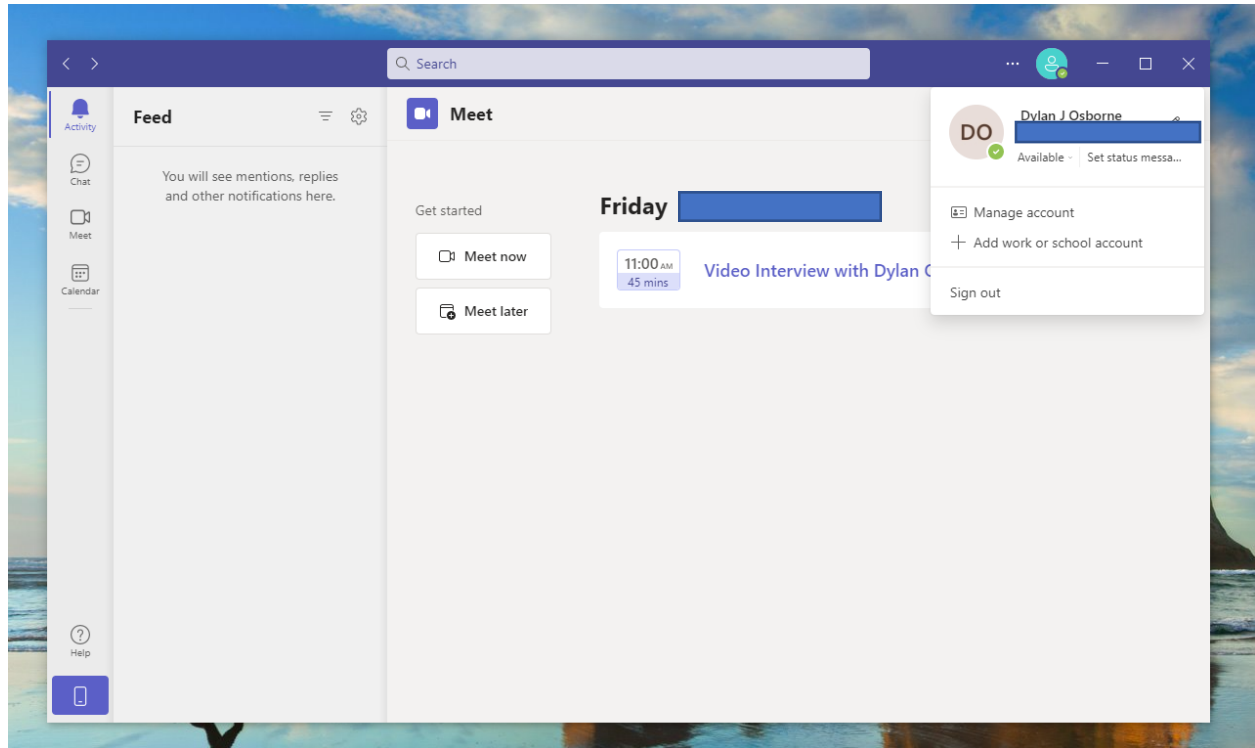 Search
...
Activity
Chat
Meet
Calendar
Help
Feed
You will see mentions, replies
and other notifications here.
Meet
Get started
Meet now
Meet later
Friday
11:00 AM
45 mins
Video Interview with Dylan
DO
Dylan J Osborne
Available
Set status messa...
Manage account
Add work or school account
Sign out